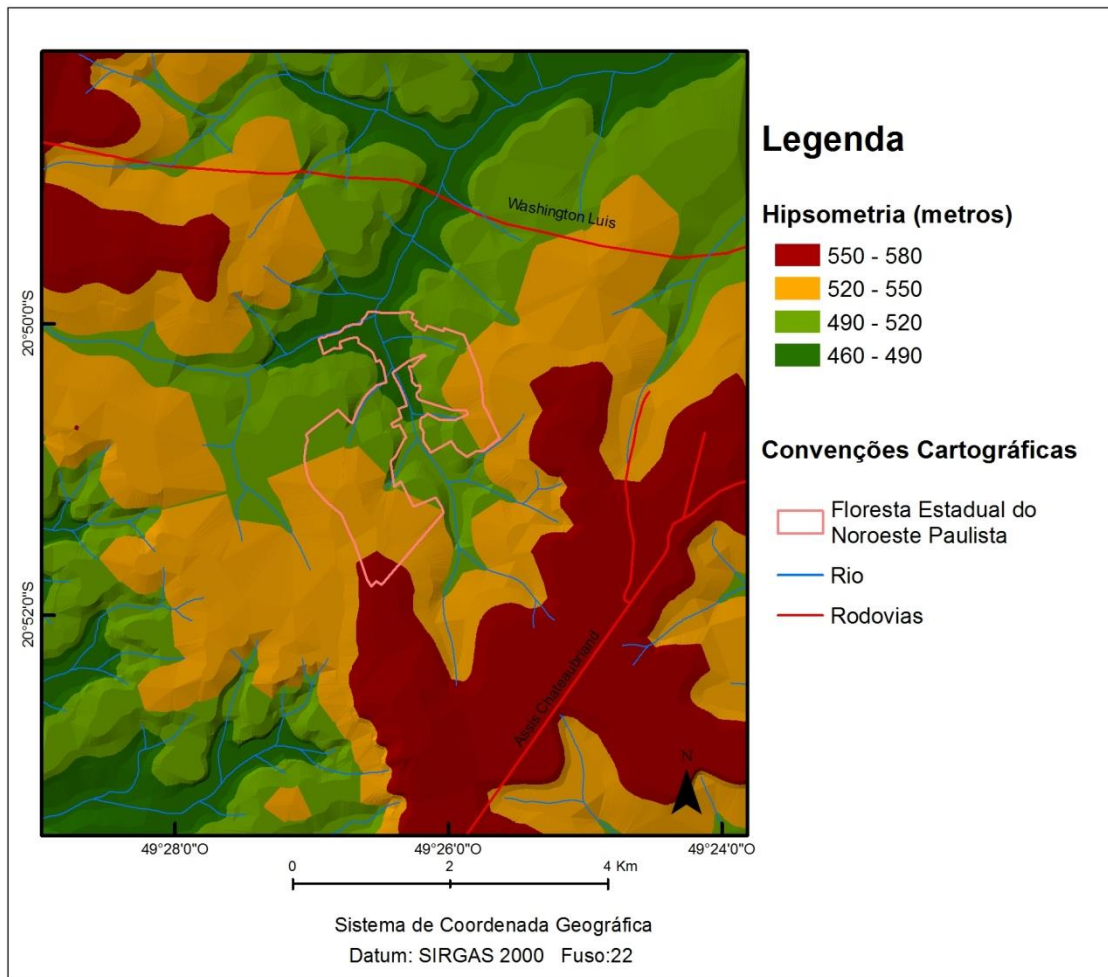 Legenda
Hipsometria (metros)
550 - 580
520 - 550
490 - 520
460 - 490
Convenções Cartográficas
Floresta Estadual do
Noroeste Paulista
Rio
Rodovias
Washington Luis
Assis Chateaubriand
N
20°50'0"S
20°52'0"S
49°28'0"O
49°26'0"O
49°24'0"O
0
2
4 Km
Sistema de Coordenada Geográfica
Datum: SIRGAS 2000 Fuso:22